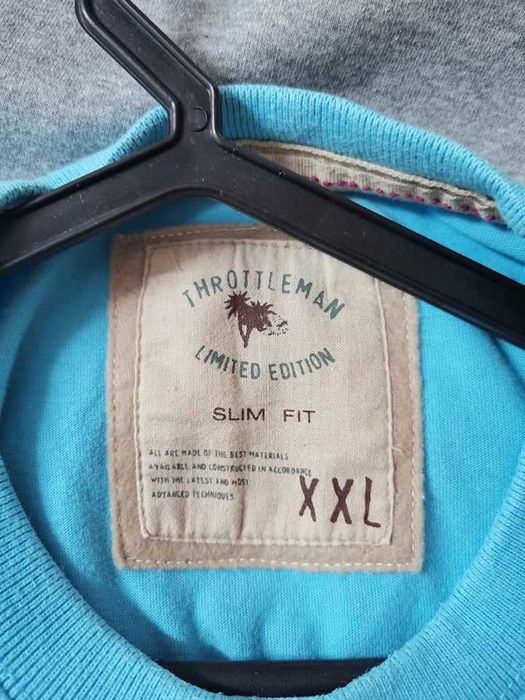 THROTTLEMAN
LIMITED EDITION
SLIM FIT
ALL ARE MADE OF THE BEST MATERIALS
AVAILABLE AND CONSTRUCTED IN ACCORDANCE
WITH THE LATEST AND MOST
ADVANCED TECHNIQUES
XXL